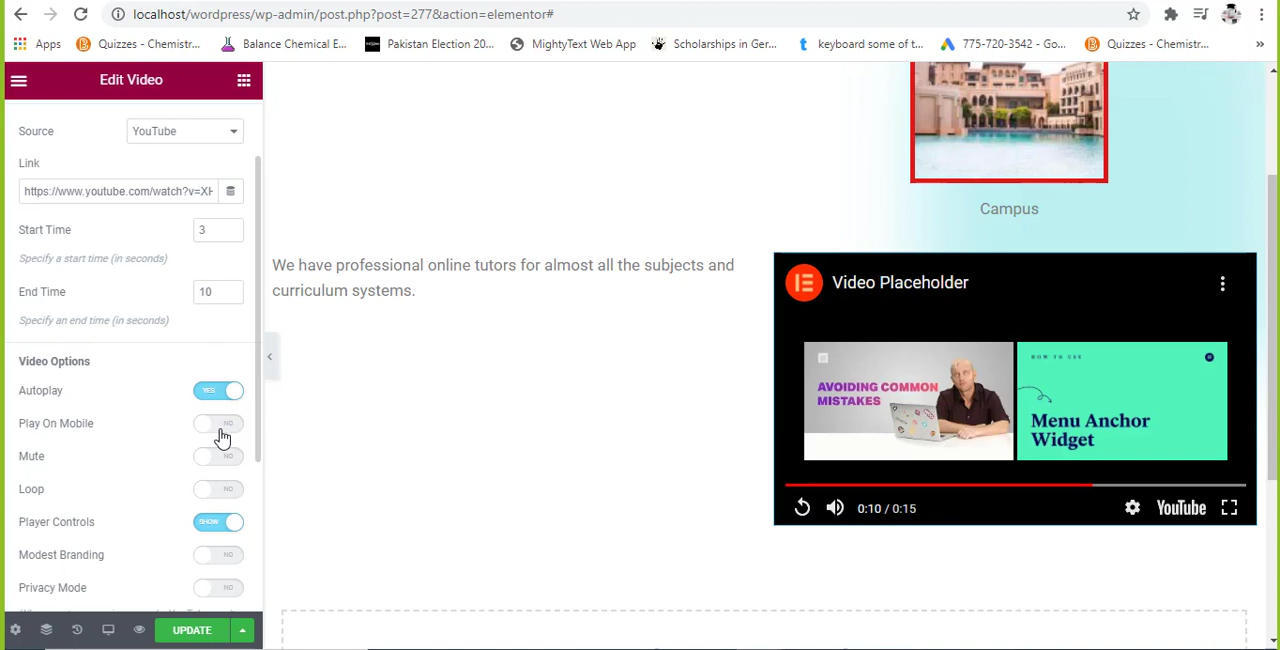 localhost/wordpress/wp-admin/post.php?post=277&action=elementor#
Apps
Quizzes - Chemistr...
Balance Chemical E...
Pakistan Election 20...
MightyText Web App
Scholarships in Ger...
keyboard some of t...
775-720-3542 - Go...
Quizzes - Chemistr...
»
Edit Video
Source
YouTube
Link
https://www.youtube.com/watch?v=XH
Start Time
3
Specify a start time (in seconds)
End Time
10
Specify an end time (in seconds)
Video Options
Autoplay
YES
Play On Mobile
NO
Mute
NO
Loop
NO
Player Controls
SHOW
Modest Branding
NO
Privacy Mode
NO
UPDATE
Campus
We have professional online tutors for almost all the subjects and
curriculum systems.
Video Placeholder
AVOIDING COMMON
MISTAKES
HOW TO USE
Menu Anchor
Widget
0:10 / 0:15
YouTube